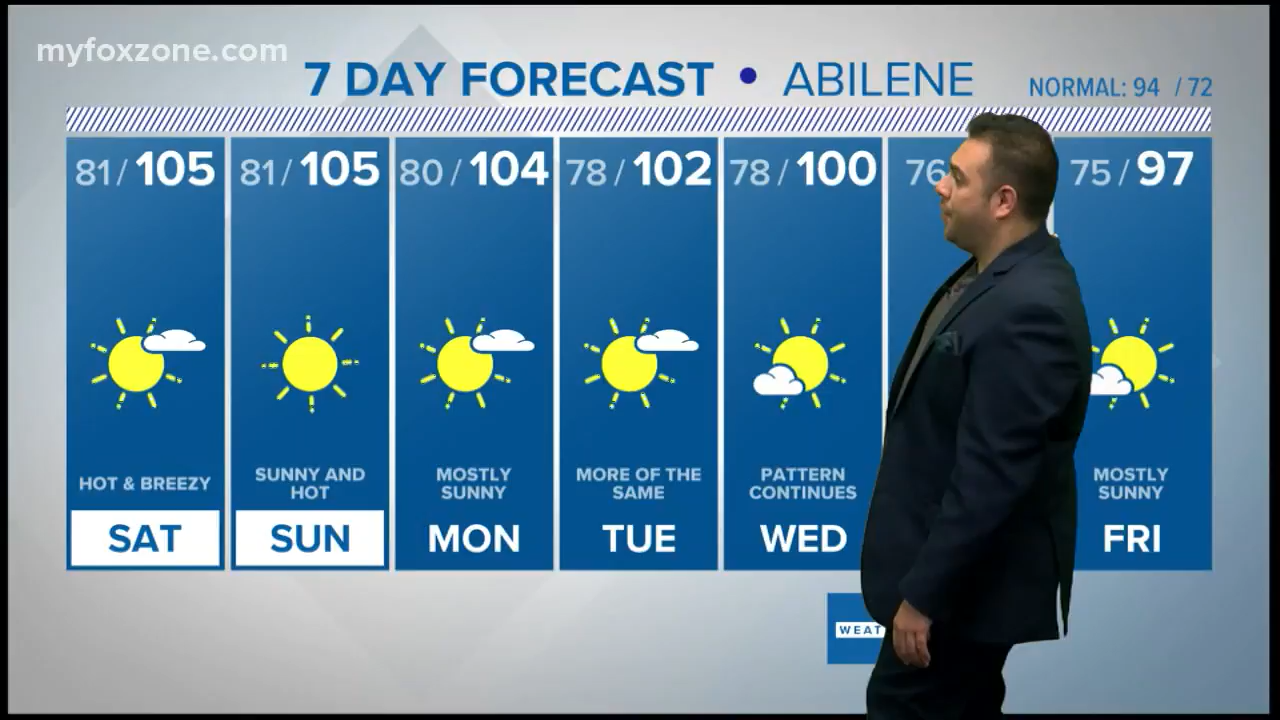 myfoxzone.com
7 DAY FORECAST • ABILENE
NORMAL: 94 / 72
81 / 105
81 / 105
80 / 104
78 / 102
78 / 100
76
75 / 97
HOT & BREEZY
SUNNY AND
HOT
MOSTLY
SUNNY
MORE OF THE
SAME
PATTERN
CONTINUES
MOSTLY
SUNNY
SAT
SUN
MON
TUE
WED
FRI